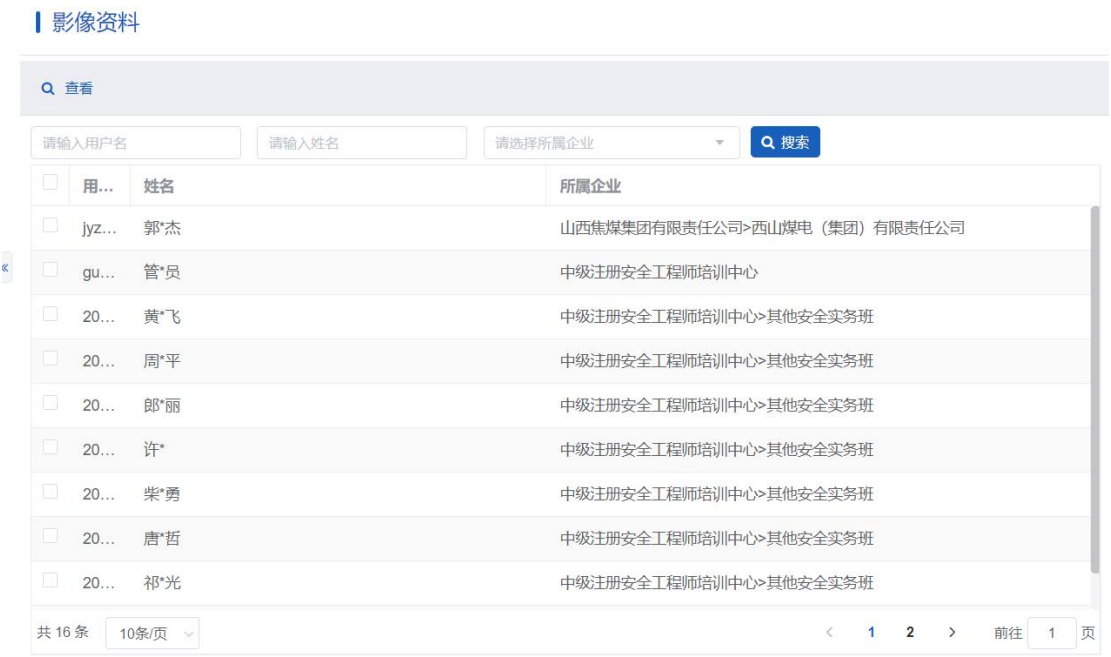 影像资料
查看
请输入用户名 请输入姓名 请选择所属企业 搜索
用... 姓名 所属企业
jyz... 郭*杰 山西焦煤集团有限责任公司>西山煤电（集团）有限责任公司
gu... 管*员 中级注册安全工程师培训中心
20... 黄*飞 中级注册安全工程师培训中心>其他安全实务班
20... 周*平 中级注册安全工程师培训中心>其他安全实务班
20... 郎*丽 中级注册安全工程师培训中心>其他安全实务班
20... 许* 中级注册安全工程师培训中心>其他安全实务班
20... 柴*勇 中级注册安全工程师培训中心>其他安全实务班
20... 唐*哲 中级注册安全工程师培训中心>其他安全实务班
20... 祁*光 中级注册安全工程师培训中心>其他安全实务班
共 16 条 10条/页 < 1 2 > 前往 1 页